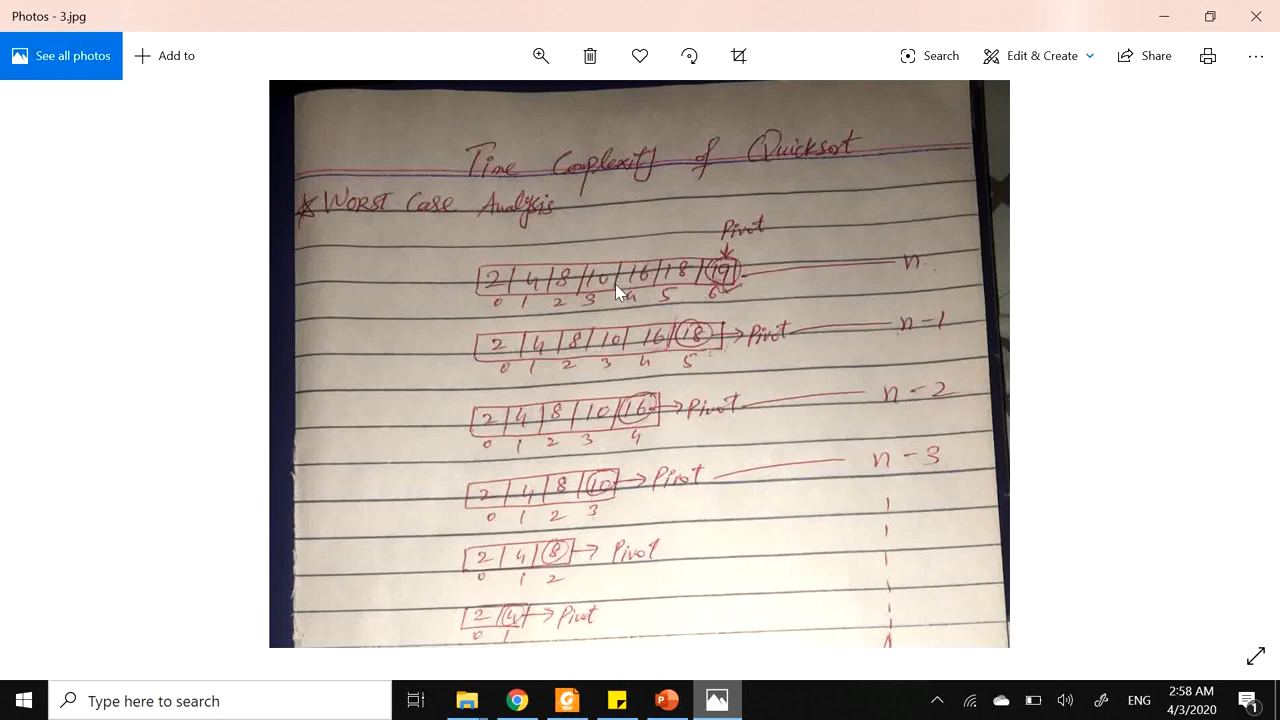 Photos - 3.jpg
See all photos
Add to
Search
Edit & Create
Share
Time Complexity of Quicksort
* WORST Case Analysis
Pivot
2 | 4 | 8 | 10 | 16 | 18 | 19 n
0 1 2 3 4 5 6
2 | 4 | 8 | 10 | 16 | 18 → Pivot n-1
0 1 2 3 4 5
2 | 4 | 8 | 10 | 16 → Pivot n-2
0 1 2 3 4
2 | 4 | 8 | 10 → Pivot n-3
0 1 2 3
2 | 4 | 8 → Pivot
0 1 2
2 | 4 → Pivot
0 1
Type here to search
ENG
2:58 AM
4/3/2020
1